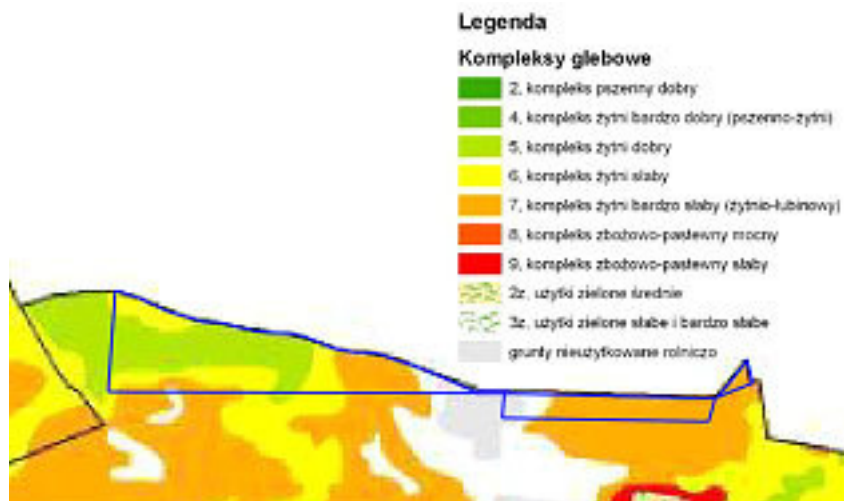 Legenda
Kompleksy glebowe
2, kompleks pszenny dobry
4, kompleks żytni bardzo dobry (pszenno-żytni)
5, kompleks żytni dobry
6, kompleks żytni słaby
7, kompleks żytni bardzo słaby (żytnio-łubinowy)
8, kompleks zbożowo-pastewny mocny
9, kompleks zbożowo-pastewny słaby
2z, użytki zielone średnie
3z, użytki zielone słabe i bardzo słabe
grunty nieużytkowane rolniczo